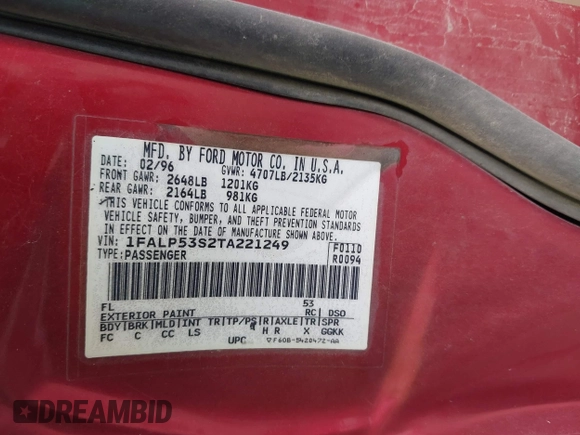 MFD. BY FORD MOTOR CO. IN U.S.A.
DATE: 02/96 GVWR: 4707LB/2135KG
FRONT GAWR: 2648LB 1201KG
REAR GAWR: 2164LB 981KG
THIS VEHICLE CONFORMS TO ALL APPLICABLE FEDERAL MOTOR
VEHICLE SAFETY, BUMPER, AND THEFT PREVENTION STANDARDS
IN EFFECT ON THE DATE OF MANUFACTURE SHOWN ABOVE.
VIN: 1FALP53S2TA221249 F0110
TYPE: PASSENGER R0094
FL 53
EXTERIOR PAINT RC| DSO
BDY|BRK|MLD|INT TR|TP/PS|R|AXLE|TR|SPR
FC C CC LS R H R X GGKK
UPC ▽F60B-5420472-AA
DREAMBID